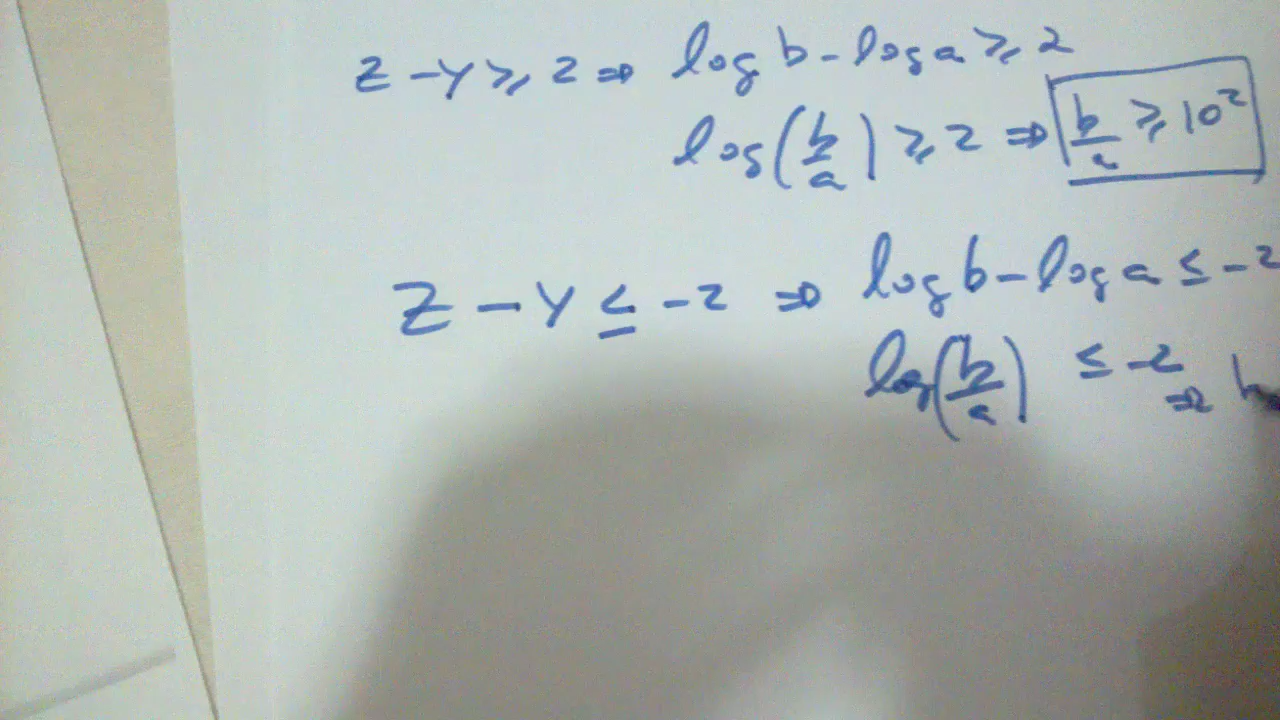 z - y ≥ 2 ⇒ log b - log a ≥ 2
log(b/a) ≥ 2 ⇒ b/a ≥ 10²
z - y ≤ -2 ⇒ log b - log a ≤ -2
log(b/a) ≤ -2 ⇒